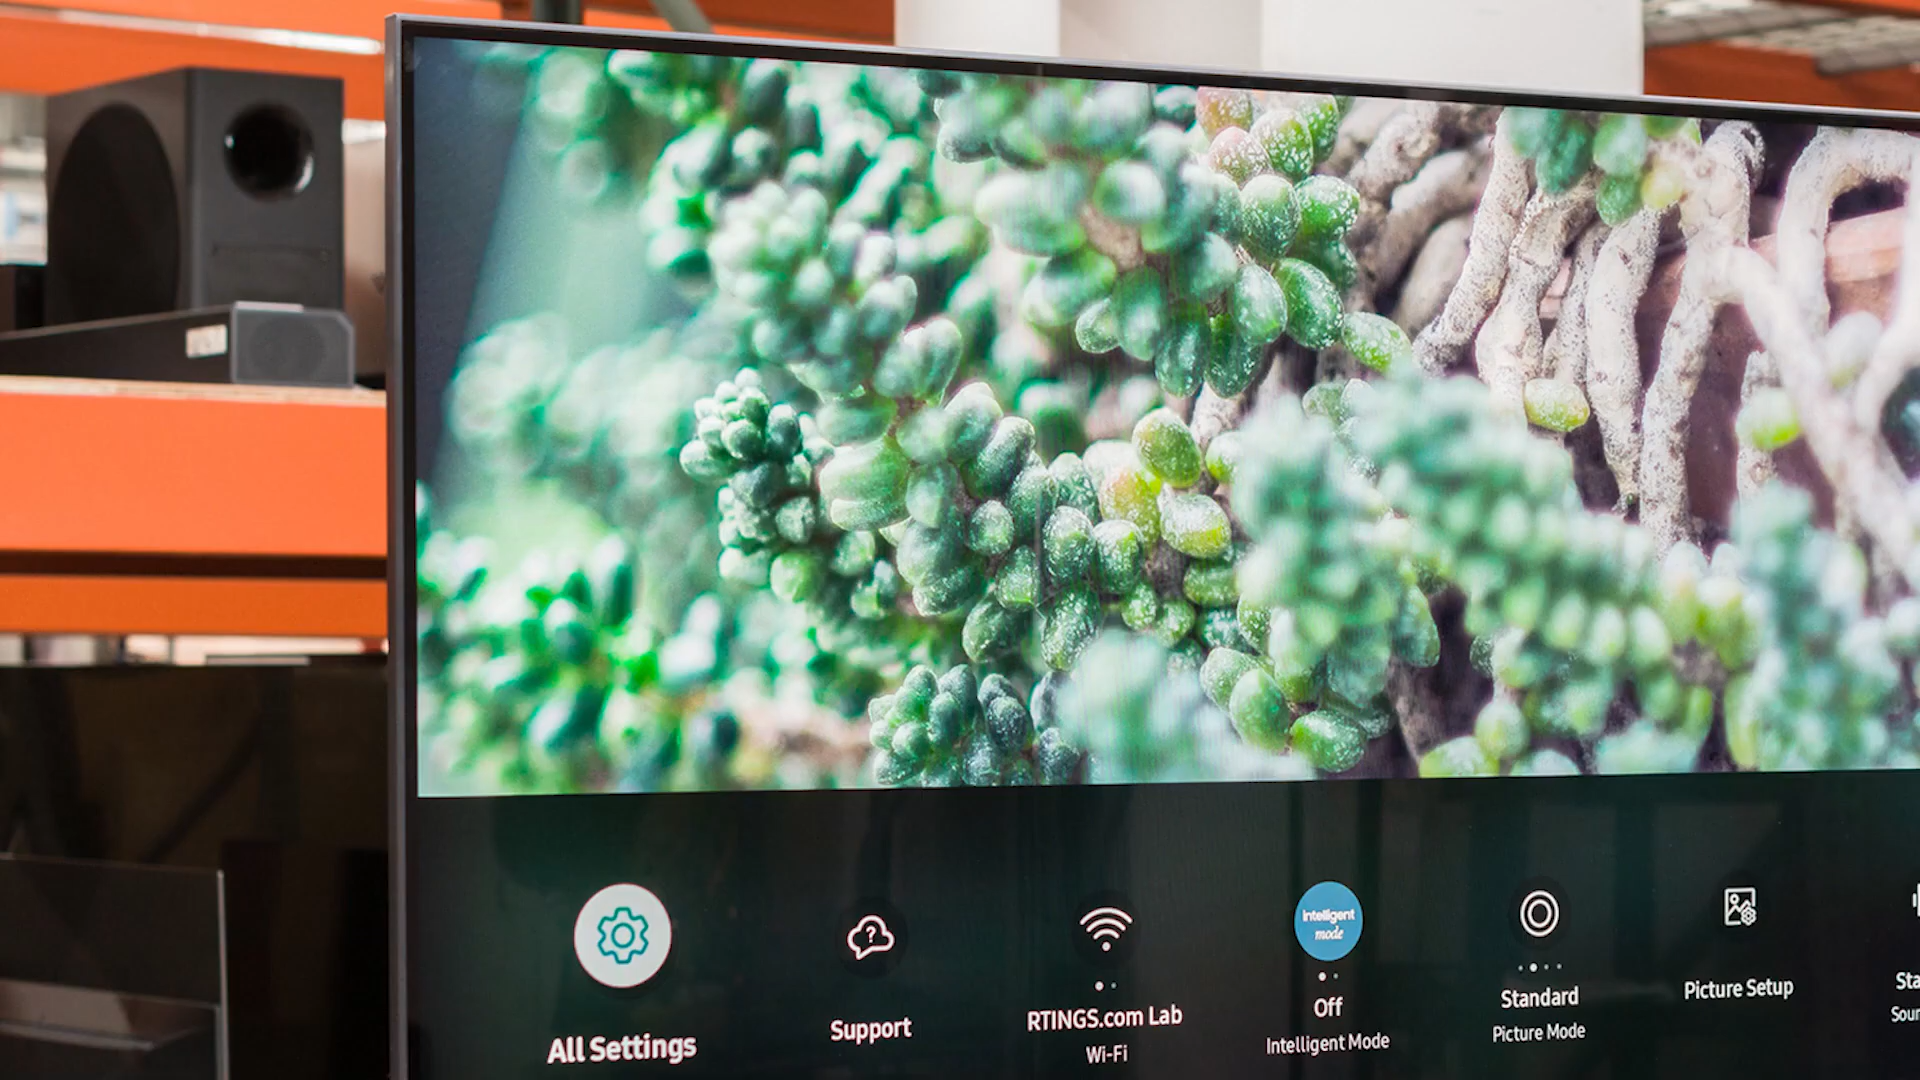 intelligent
mode
All Settings
Support
RTINGS.com Lab
Wi-Fi
Off
Intelligent Mode
Standard
Picture Mode
Picture Setup